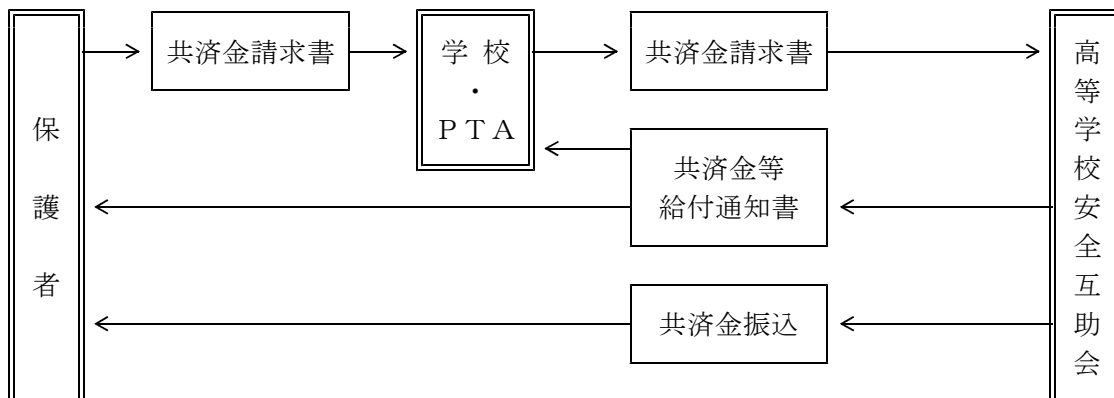 保護者
共済金請求書
学校
・
ＰＴＡ
共済金請求書
高等学校安全互助会
共済金等
給付通知書
共済金振込